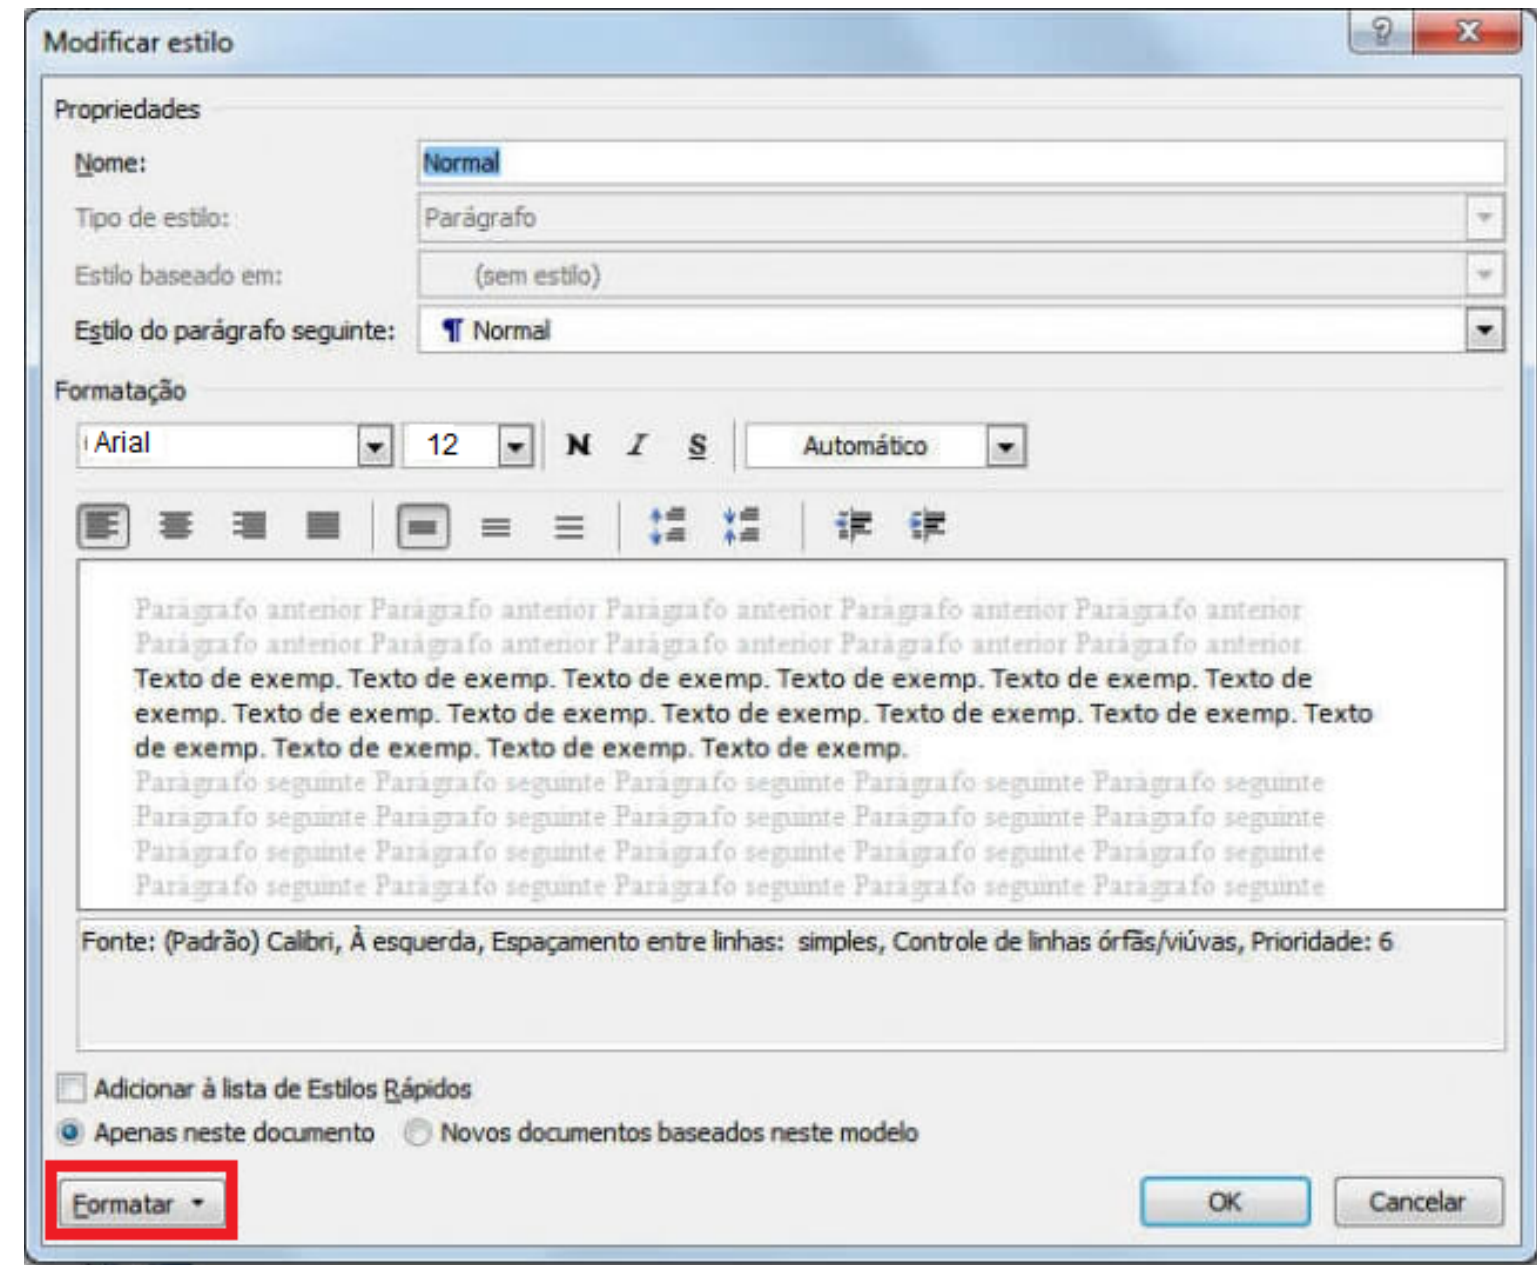 Modificar estilo
Propriedades
Nome: Normal
Tipo de estilo: Parágrafo
Estilo baseado em: (sem estilo)
Estilo do parágrafo seguinte: ¶ Normal
Formatação
Arial 12 N I S Automático
Parágrafo anterior Parágrafo anterior Parágrafo anterior Parágrafo anterior Parágrafo anterior
Parágrafo anterior Parágrafo anterior Parágrafo anterior Parágrafo anterior Parágrafo anterior
Texto de exemp. Texto de exemp. Texto de exemp. Texto de exemp. Texto de exemp. Texto de
exemp. Texto de exemp. Texto de exemp. Texto de exemp. Texto de exemp. Texto de exemp. Texto
de exemp. Texto de exemp. Texto de exemp. Texto de exemp.
Parágrafo seguinte Parágrafo seguinte Parágrafo seguinte Parágrafo seguinte Parágrafo seguinte
Parágrafo seguinte Parágrafo seguinte Parágrafo seguinte Parágrafo seguinte Parágrafo seguinte
Parágrafo seguinte Parágrafo seguinte Parágrafo seguinte Parágrafo seguinte Parágrafo seguinte
Parágrafo seguinte Parágrafo seguinte Parágrafo seguinte Parágrafo seguinte Parágrafo seguinte
Fonte: (Padrão) Calibri, À esquerda, Espaçamento entre linhas: simples, Controle de linhas órfãs/viúvas, Prioridade: 6
Adicionar à lista de Estilos Rápidos
Apenas neste documento Novos documentos baseados neste modelo
Formatar OK Cancelar